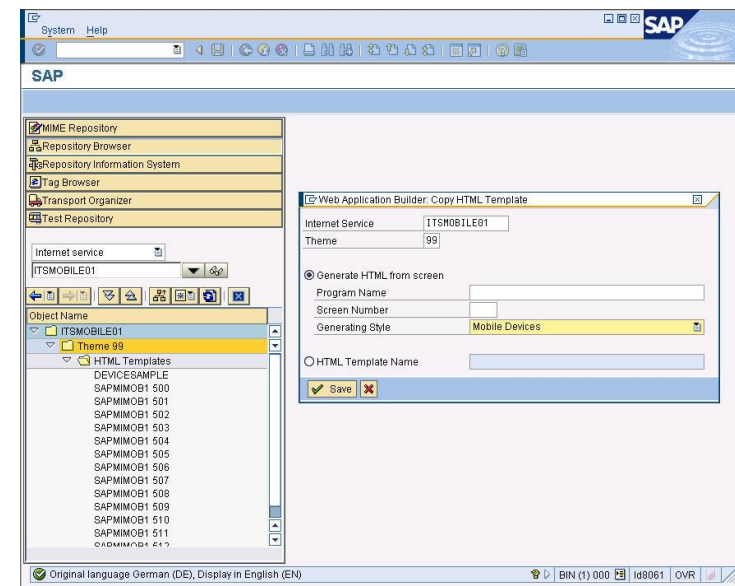 System Help
SAP
SAP
MIME Repository
Repository Browser
Repository Information System
Tag Browser
Transport Organizer
Test Repository
Internet service
ITSMOBILE01
Object Name
ITSMOBILE01
Theme 99
HTML Templates
DEVICESAMPLE
SAPMIMOB1 500
SAPMIMOB1 501
SAPMIMOB1 502
SAPMIMOB1 503
SAPMIMOB1 504
SAPMIMOB1 505
SAPMIMOB1 506
SAPMIMOB1 507
SAPMIMOB1 508
SAPMIMOB1 509
SAPMIMOB1 510
SAPMIMOB1 511
SAPMIMOB1 512
Web Application Builder: Copy HTML Template
Internet Service ITSMOBILE01
Theme 99
Generate HTML from screen
Program Name
Screen Number
Generating Style Mobile Devices
HTML Template Name
Save
Original language German (DE), Display in English (EN) BIN (1) 000 ld8061 OVR